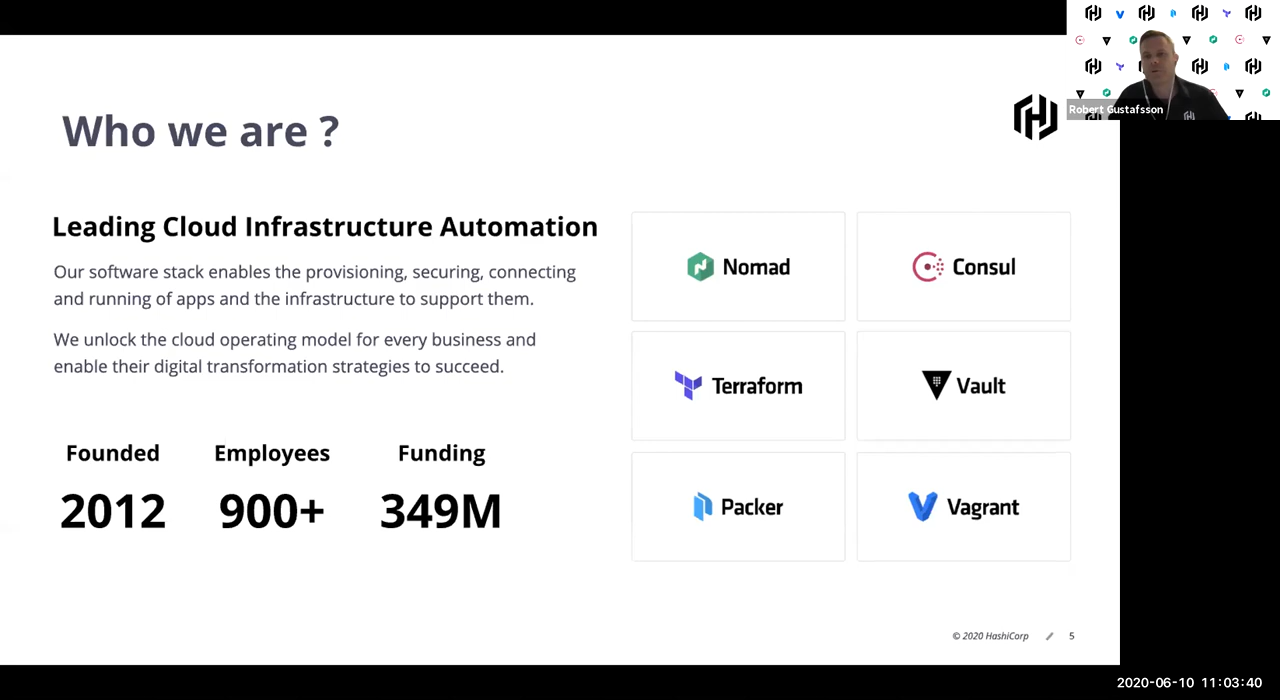 Who we are ?
Robert Gustafsson
Leading Cloud Infrastructure Automation
Our software stack enables the provisioning, securing, connecting
and running of apps and the infrastructure to support them.
We unlock the cloud operating model for every business and
enable their digital transformation strategies to succeed.
Founded Employees Funding
2012 900+ 349M
Nomad Consul
Terraform Vault
Packer Vagrant
© 2020 HashiCorp 5
2020-06-10 11:03:40